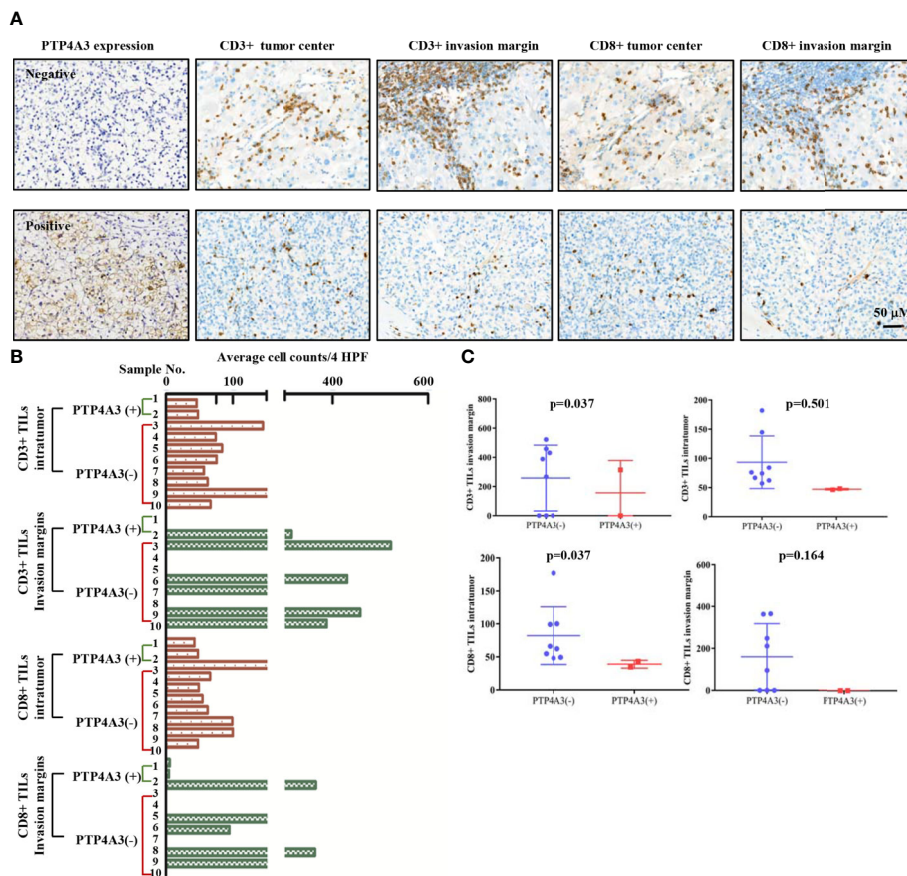 A
PTP4A3 expression
CD3+ tumor center
CD3+ invasion margin
CD8+ tumor center
CD8+ invasion margin
Negative
Positive
50 μM
B
Average cell counts/4 HPF
Sample No.
0 100 400 600
CD3+ TILs intratumor
PTP4A3 (+)
PTP4A3(-)
1
2
3
4
5
6
7
8
9
10
CD3+ TILs Invasion margins
PTP4A3 (+)
PTP4A3(-)
1
2
3
4
5
6
7
8
9
10
CD8+ TILs intratumor
PTP4A3 (+)
PTP4A3(-)
1
2
3
4
5
6
7
8
9
10
CD8+ TILs Invasion margins
PTP4A3 (+)
PTP4A3(-)
1
2
3
4
5
6
7
8
9
10
C
p=0.037
CD3+ TILs invasion margin
800
600
400
200
0
PTP4A3(-) PTP4A3(+)
p=0.501
CD3+ TILs intratumor
200
150
100
50
0
PTP4A3(-) PTP4A3(+)
p=0.037
CD8+ TILs intratumor
200
150
100
50
0
PTP4A3(-) PTP4A3(+)
p=0.164
CD8+ TILs invasion margin
600
400
200
0
PTP4A3(-) PTP4A3(+)